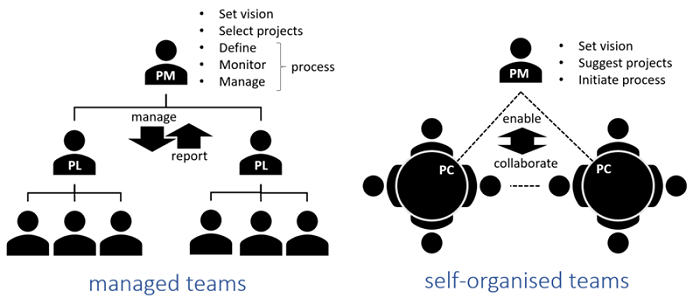 • Set vision
• Select projects
• Define
• Monitor
• Manage
process
PM
manage
report
PL
PL
managed teams
• Set vision
• Suggest projects
• Initiate process
PM
enable
collaborate
PC
PC
self-organised teams